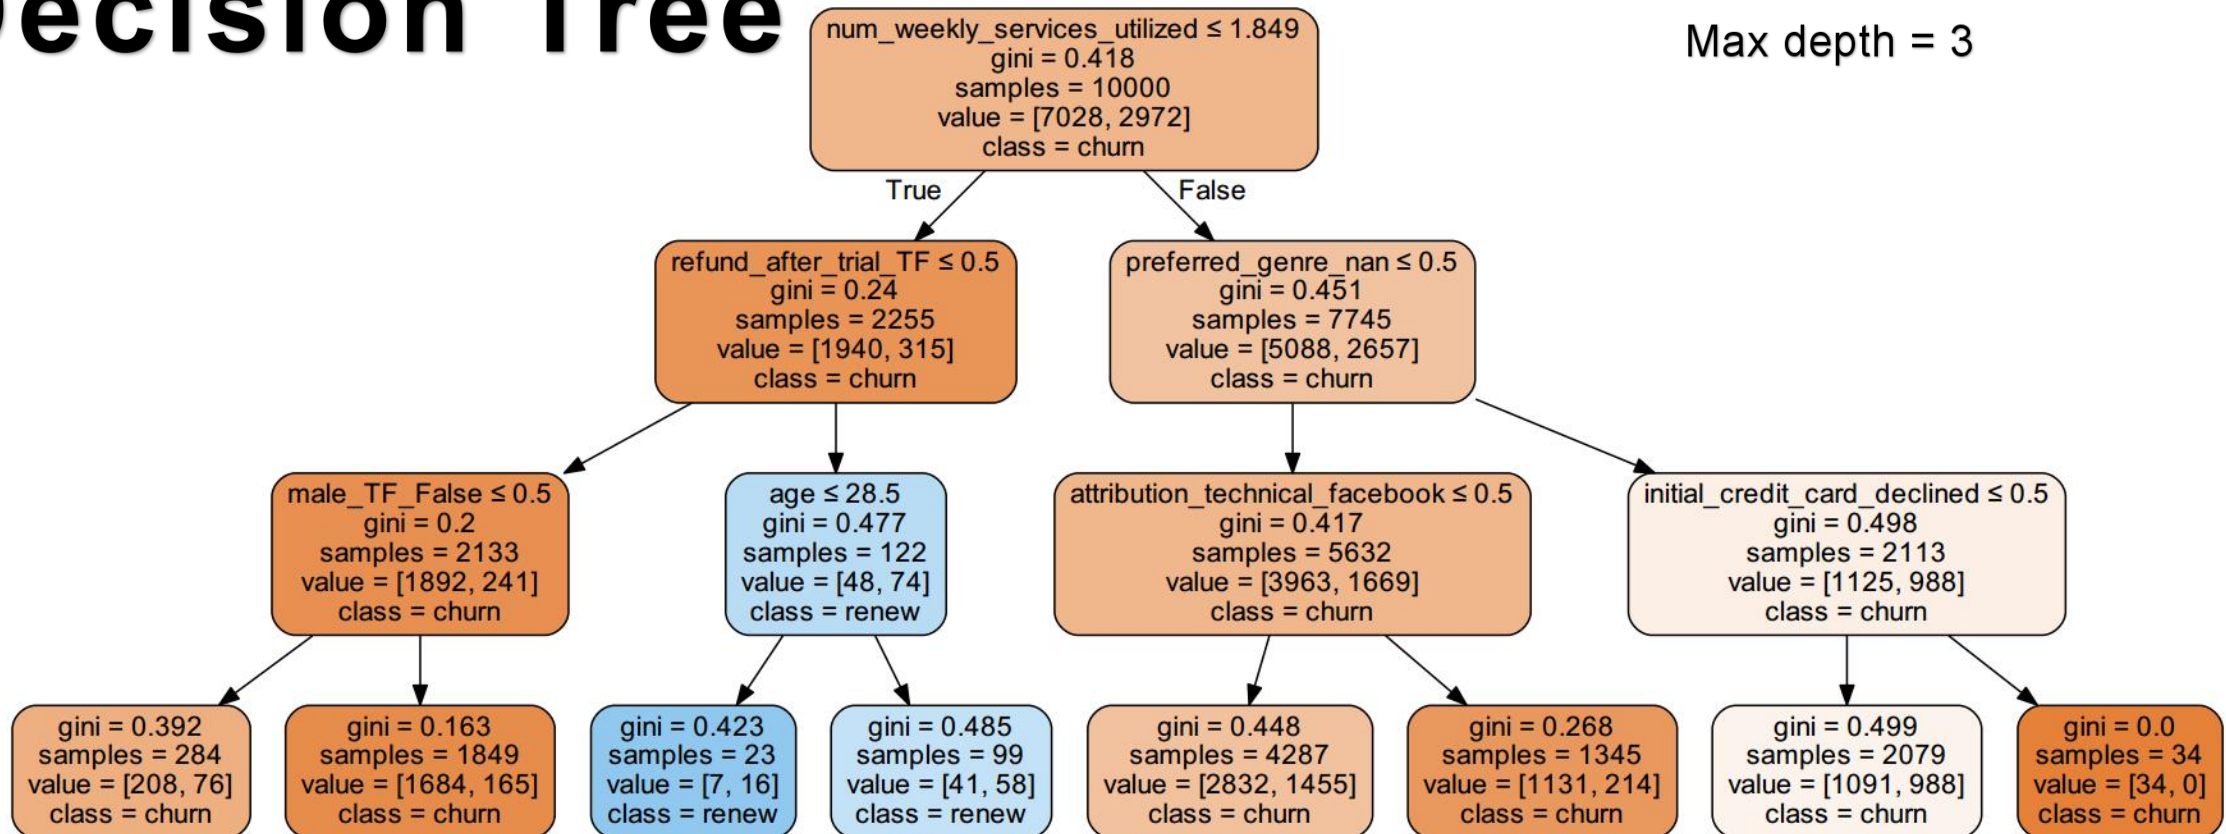 Decision Tree
Max depth = 3
num_weekly_services_utilized ≤ 1.849
gini = 0.418
samples = 10000
value = [7028, 2972]
class = churn
True
False
refund_after_trial_TF ≤ 0.5
gini = 0.24
samples = 2255
value = [1940, 315]
class = churn
preferred_genre_nan ≤ 0.5
gini = 0.451
samples = 7745
value = [5088, 2657]
class = churn
male_TF_False ≤ 0.5
gini = 0.2
samples = 2133
value = [1892, 241]
class = churn
age ≤ 28.5
gini = 0.477
samples = 122
value = [48, 74]
class = renew
attribution_technical_facebook ≤ 0.5
gini = 0.417
samples = 5632
value = [3963, 1669]
class = churn
initial_credit_card_declined ≤ 0.5
gini = 0.498
samples = 2113
value = [1125, 988]
class = churn
gini = 0.392
samples = 284
value = [208, 76]
class = churn
gini = 0.163
samples = 1849
value = [1684, 165]
class = churn
gini = 0.423
samples = 23
value = [7, 16]
class = renew
gini = 0.485
samples = 99
value = [41, 58]
class = renew
gini = 0.448
samples = 4287
value = [2832, 1455]
class = churn
gini = 0.268
samples = 1345
value = [1131, 214]
class = churn
gini = 0.499
samples = 2079
value = [1091, 988]
class = churn
gini = 0.0
samples = 34
value = [34, 0]
class = churn